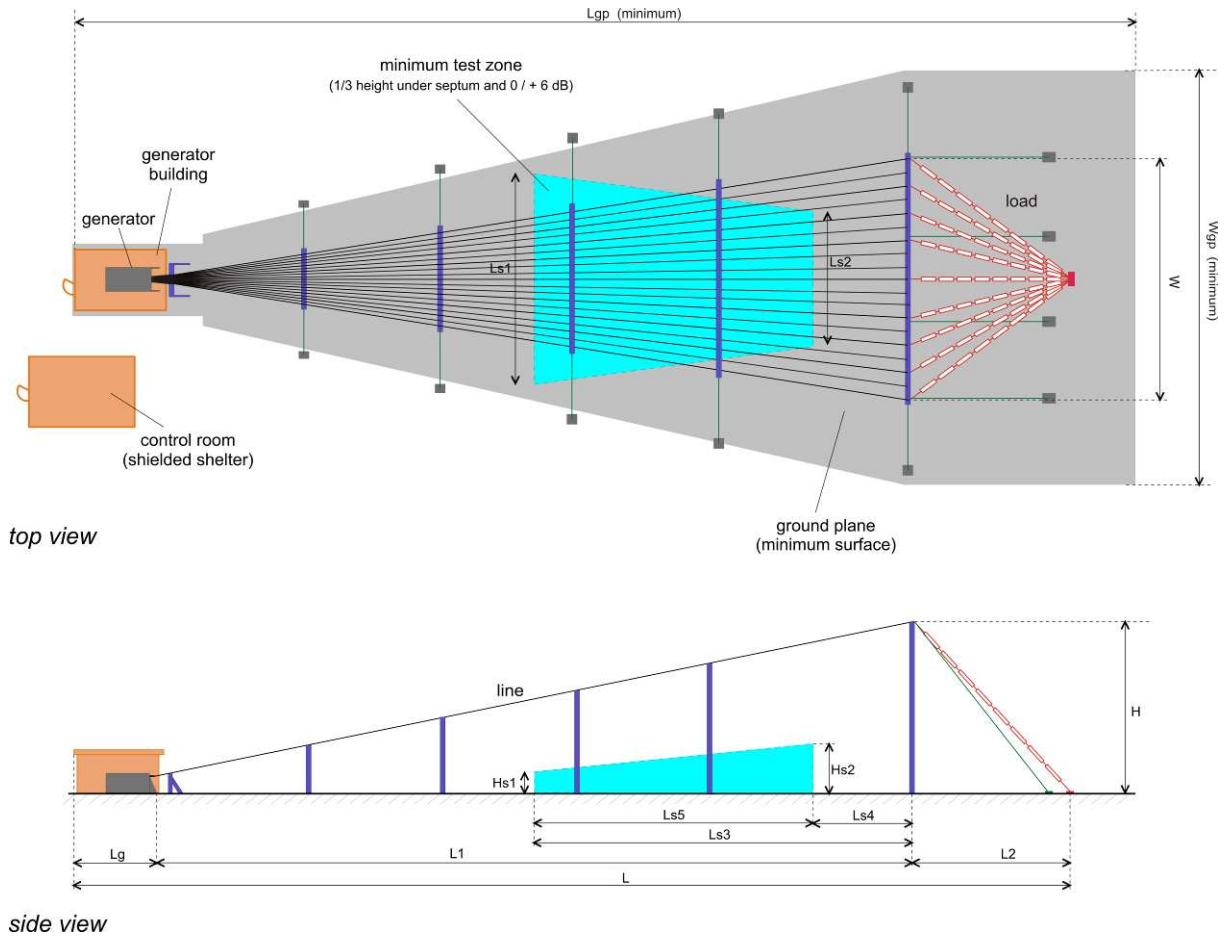 Lgp (minimum)
minimum test zone
(1/3 height under septum and 0 / + 6 dB)
generator
building
generator
load
Ls1
Ls2
W
Wgp (minimum)
control room
(shielded shelter)
ground plane
(minimum surface)
top view
line
H
Hs1
Hs2
Ls5
Ls4
Ls3
Lg
L1
L2
L
side view